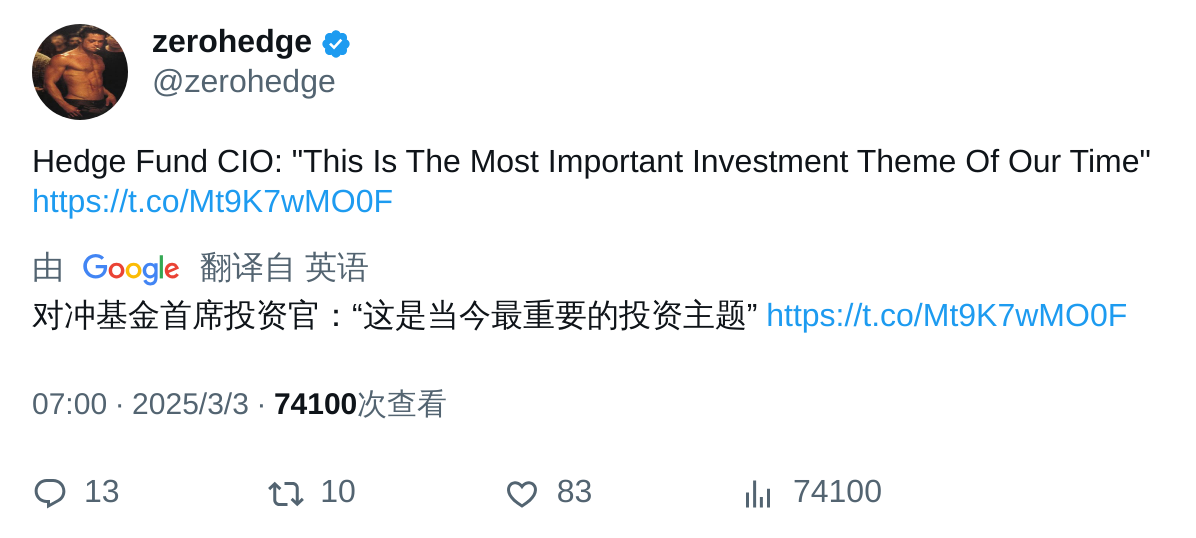 zerohedge
@zerohedge
Hedge Fund CIO: "This Is The Most Important Investment Theme Of Our Time"
https://t.co/Mt9K7wMO0F
由 Google 翻译自 英语
对冲基金首席投资官：“这是当今最重要的投资主题” https://t.co/Mt9K7wMO0F
07:00 · 2025/3/3 · 74100次查看
13 10 83 74100